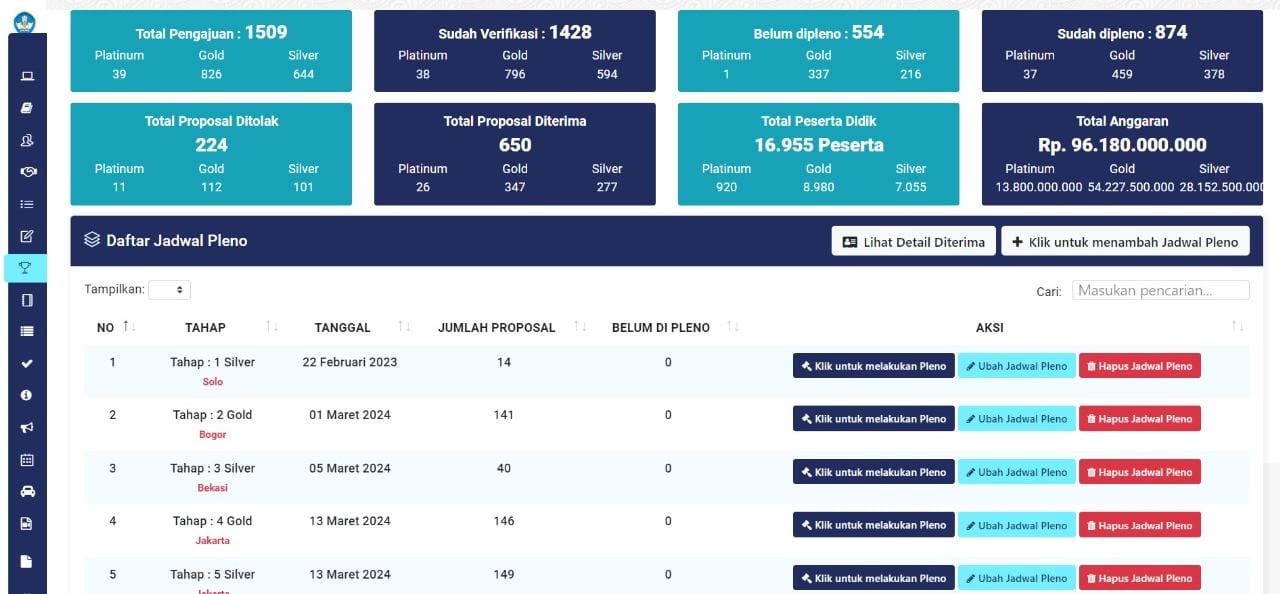 Total Pengajuan : 1509
Platinum Gold Silver
39 826 644
Sudah Verifikasi : 1428
Platinum Gold Silver
38 796 594
Belum dipleno : 554
Platinum Gold Silver
1 337 216
Sudah dipleno : 874
Platinum Gold Silver
37 459 378
Total Proposal Ditolak
224
Platinum Gold Silver
11 112 101
Total Proposal Diterima
650
Platinum Gold Silver
26 347 277
Total Peserta Didik
16.955 Peserta
Platinum Gold Silver
920 8.980 7.055
Total Anggaran
Rp. 96.180.000.000
Platinum Gold Silver
13.800.000.000 54.227.500.000 28.152.500.000
Daftar Jadwal Pleno
Lihat Detail Diterima
Klik untuk menambah Jadwal Pleno
Tampilkan:
Cari: Masukan pencarian...
NO TAHAP TANGGAL JUMLAH PROPOSAL BELUM DI PLENO AKSI
1 Tahap : 1 Silver 22 Februari 2023 14 0 Klik untuk melakukan Pleno Ubah Jadwal Pleno Hapus Jadwal Pleno
Solo
2 Tahap : 2 Gold 01 Maret 2024 141 0 Klik untuk melakukan Pleno Ubah Jadwal Pleno Hapus Jadwal Pleno
Bogor
3 Tahap : 3 Silver 05 Maret 2024 40 0 Klik untuk melakukan Pleno Ubah Jadwal Pleno Hapus Jadwal Pleno
Bekasi
4 Tahap : 4 Gold 13 Maret 2024 146 0 Klik untuk melakukan Pleno Ubah Jadwal Pleno Hapus Jadwal Pleno
Jakarta
5 Tahap : 5 Silver 13 Maret 2024 149 0 Klik untuk melakukan Pleno Ubah Jadwal Pleno Hapus Jadwal Pleno
Jakarta